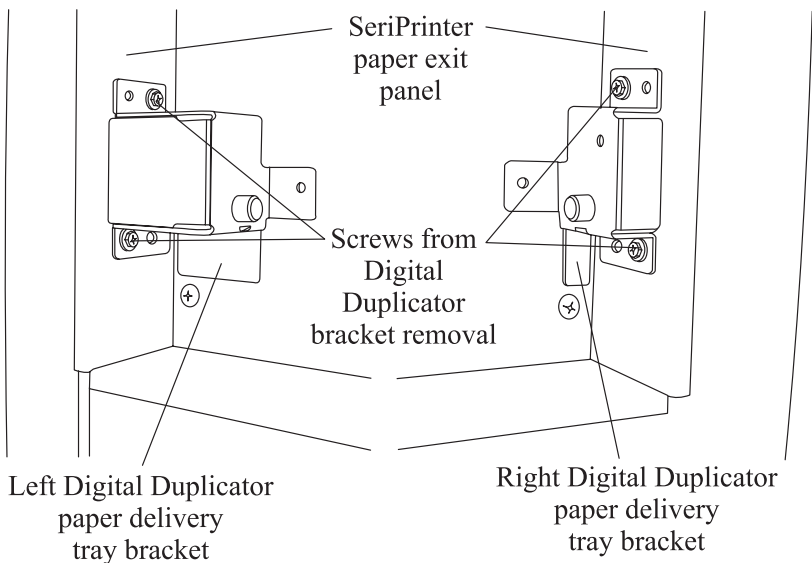 SeriPrinter
paper exit
panel
Screws from
Digital
Duplicator
bracket removal
Left Digital Duplicator
paper delivery
tray bracket
Right Digital Duplicator
paper delivery
tray bracket